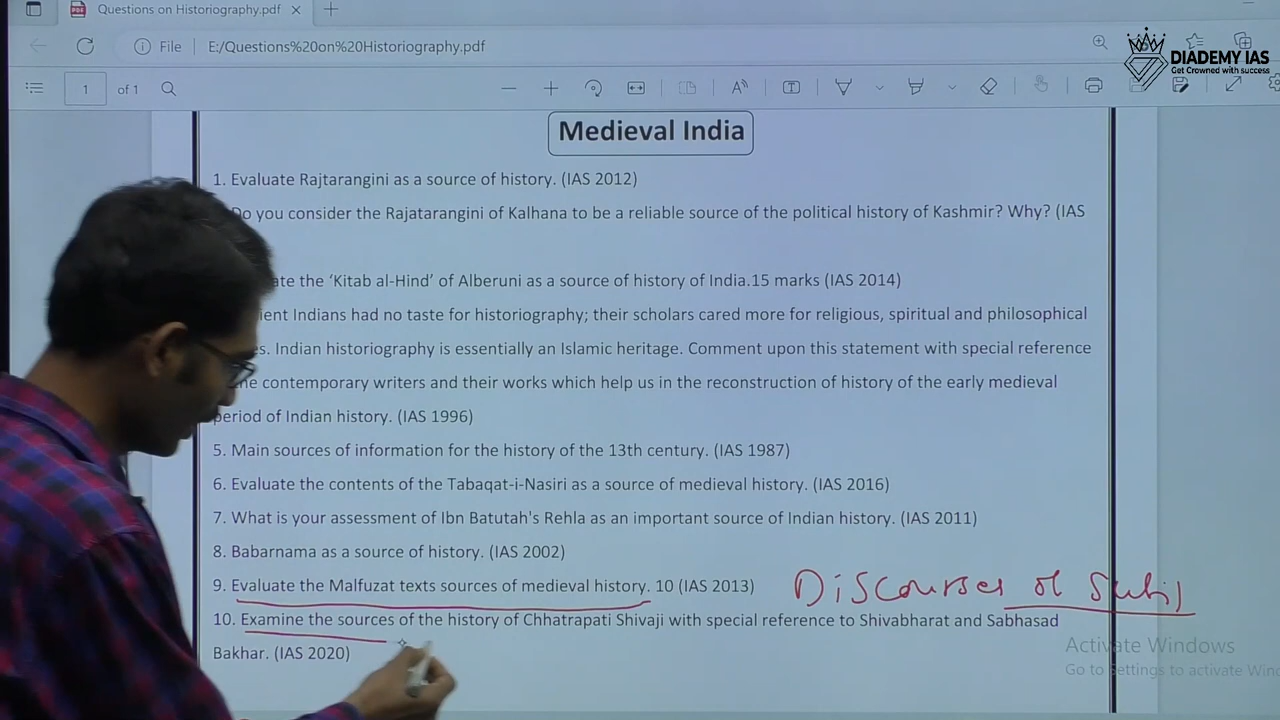 Questions on Historiography.pdf
File E:/Questions%20on%20Historiography.pdf
DIADEMY IAS
Get Crowned with success
1 of 1
Medieval India
1. Evaluate Rajtarangini as a source of history. (IAS 2012)
Do you consider the Rajatarangini of Kalhana to be a reliable source of the political history of Kashmir? Why? (IAS
ate the ‘Kitab al-Hind’ of Alberuni as a source of history of India.15 marks (IAS 2014)
ient Indians had no taste for historiography; their scholars cared more for religious, spiritual and philosophical
es. Indian historiography is essentially an Islamic heritage. Comment upon this statement with special reference
he contemporary writers and their works which help us in the reconstruction of history of the early medieval
period of Indian history. (IAS 1996)
5. Main sources of information for the history of the 13th century. (IAS 1987)
6. Evaluate the contents of the Tabaqat-i-Nasiri as a source of medieval history. (IAS 2016)
7. What is your assessment of Ibn Batutah's Rehla as an important source of Indian history. (IAS 2011)
8. Babarnama as a source of history. (IAS 2002)
9. Evaluate the Malfuzat texts sources of medieval history. 10 (IAS 2013) Discourses of Sufis
10. Examine the sources of the history of Chhatrapati Shivaji with special reference to Shivabharat and Sabhasad
Bakhar. (IAS 2020)
Activate Windows
Go to Settings to activate Wind